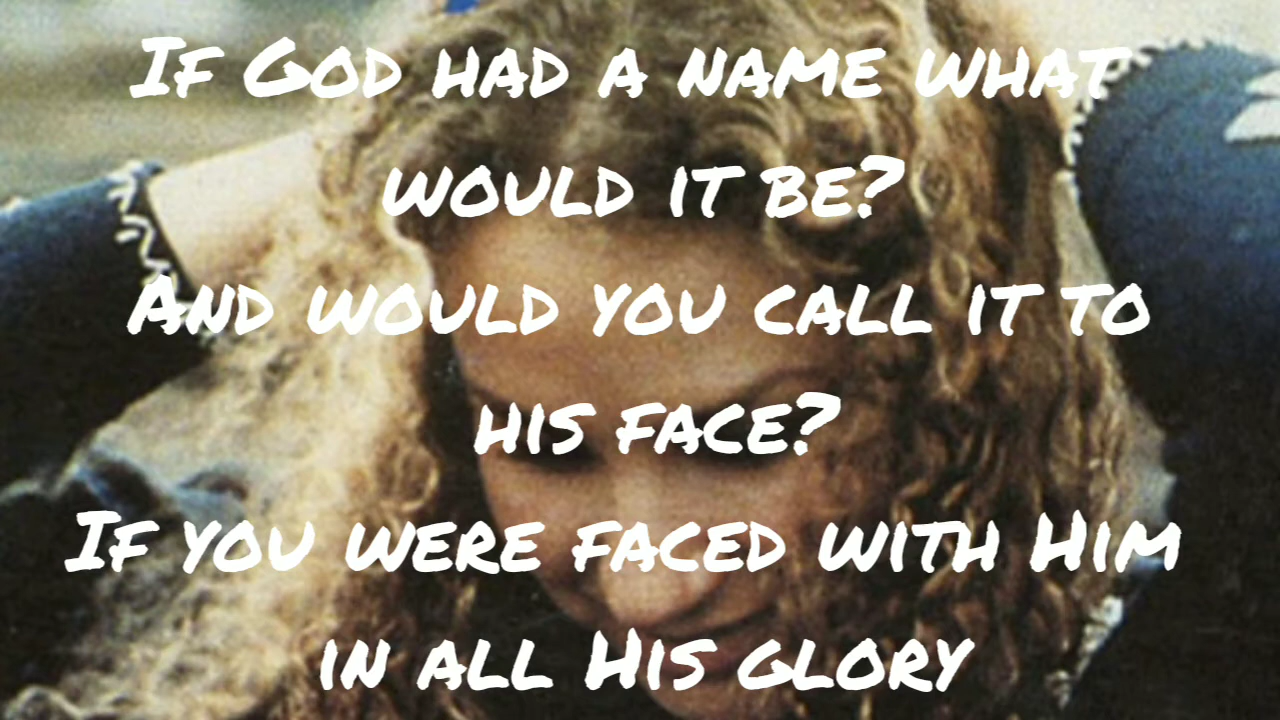 If God had a name what
would it be?
And would you call it to
his face?
If you were faced with Him
in all His glory